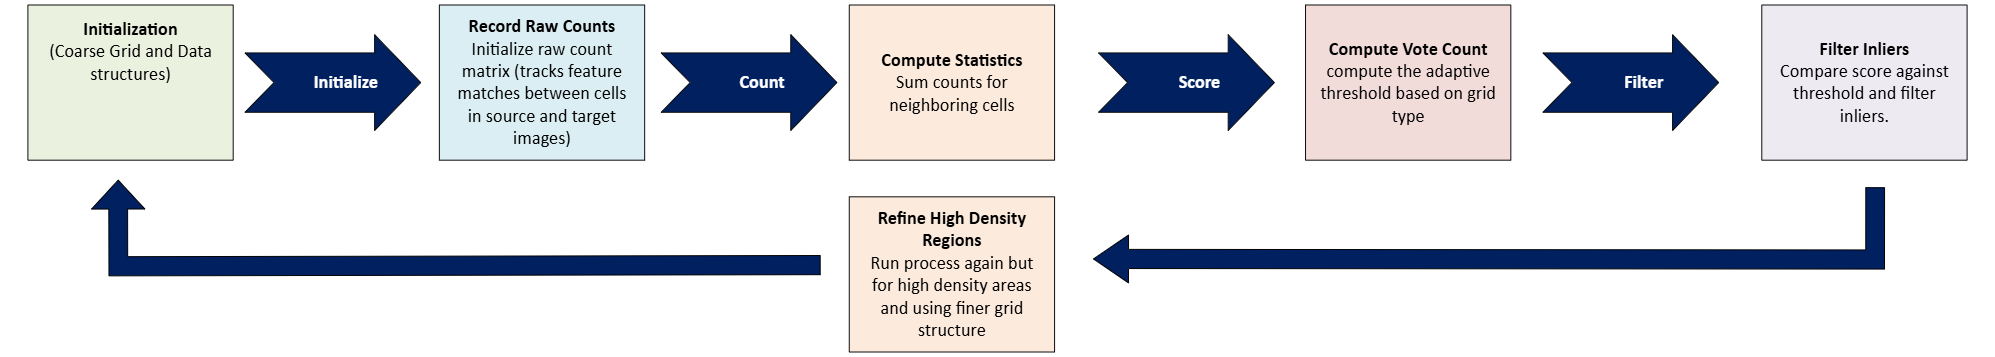 Initialization
(Coarse Grid and Data
structures)
Initialize
Record Raw Counts
Initialize raw count
matrix (tracks feature
matches between cells
in source and target
images)
Count
Compute Statistics
Sum counts for
neighboring cells
Score
Compute Vote Count
compute the adaptive
threshold based on grid
type
Filter
Filter Inliers
Compare score against
threshold and filter
inliers.
Refine High Density
Regions
Run process again but
for high density areas
and using finer grid
structure